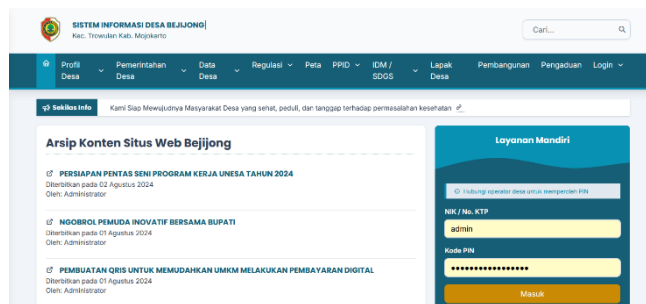 SISTEM INFORMASI DESA BEJIJONG
Kec. Trowulan Kab. Mojokerto
Cari...
Profil Desa
Pemerintahan Desa
Data Desa
Regulasi
Peta
PPID
IDM / SDGS
Lapak Desa
Pembangunan
Pengaduan
Login
Sekilas Info
Kami Siap Mewujudnya Masyarakat Desa yang sehat, peduli, dan tanggap terhadap permasalahan kesehatan
Arsip Konten Situs Web Bejijong
PERSIAPAN PENTAS SENI PROGRAM KERJA UNESA TAHUN 2024
Diterbitkan pada 02 Agustus 2024
Oleh: Administrator
NGOBROL PEMUDA INOVATIF BERSAMA BUPATI
Diterbitkan pada 01 Agustus 2024
Oleh: Administrator
PEMBUATAN QRIS UNTUK MEMUDAHKAN UMKM MELAKUKAN PEMBAYARAN DIGITAL
Diterbitkan pada 01 Agustus 2024
Oleh: Administrator
Layanan Mandiri
Hubungi operator desa untuk memperoleh PIN
NIK / No. KTP
admin
Kode PIN
•••••••••••••••••
Masuk